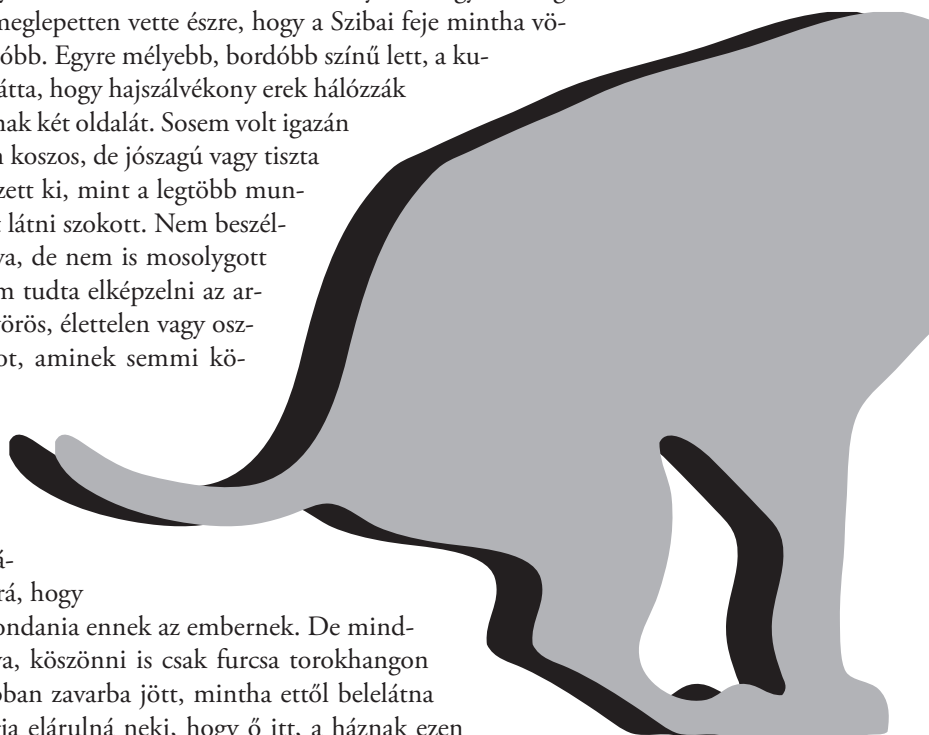 meglepetten vette észre, hogy a Szibai feje mintha vö-
óbb. Egyre mélyebb, bordóbb színű lett, a ku-
átta, hogy hajszálvékony erek hálózzák
nak két oldalát. Sosem volt igazán
koszos, de jószagú vagy tiszta
zett ki, mint a legtöbb mun-
látni szokott. Nem beszél-
va, de nem is mosolygott
m tudta elképzelni az ar-
vörös, élettelen vagy osz-
ot, aminek semmi kö-
á-
rá, hogy
ondania ennek az embernek. De mind-
va, köszönni is csak furcsa torokhangon
bban zavarba jött, mintha ettől belelátna
ja elárulná neki, hogy ő itt, a háznak ezen